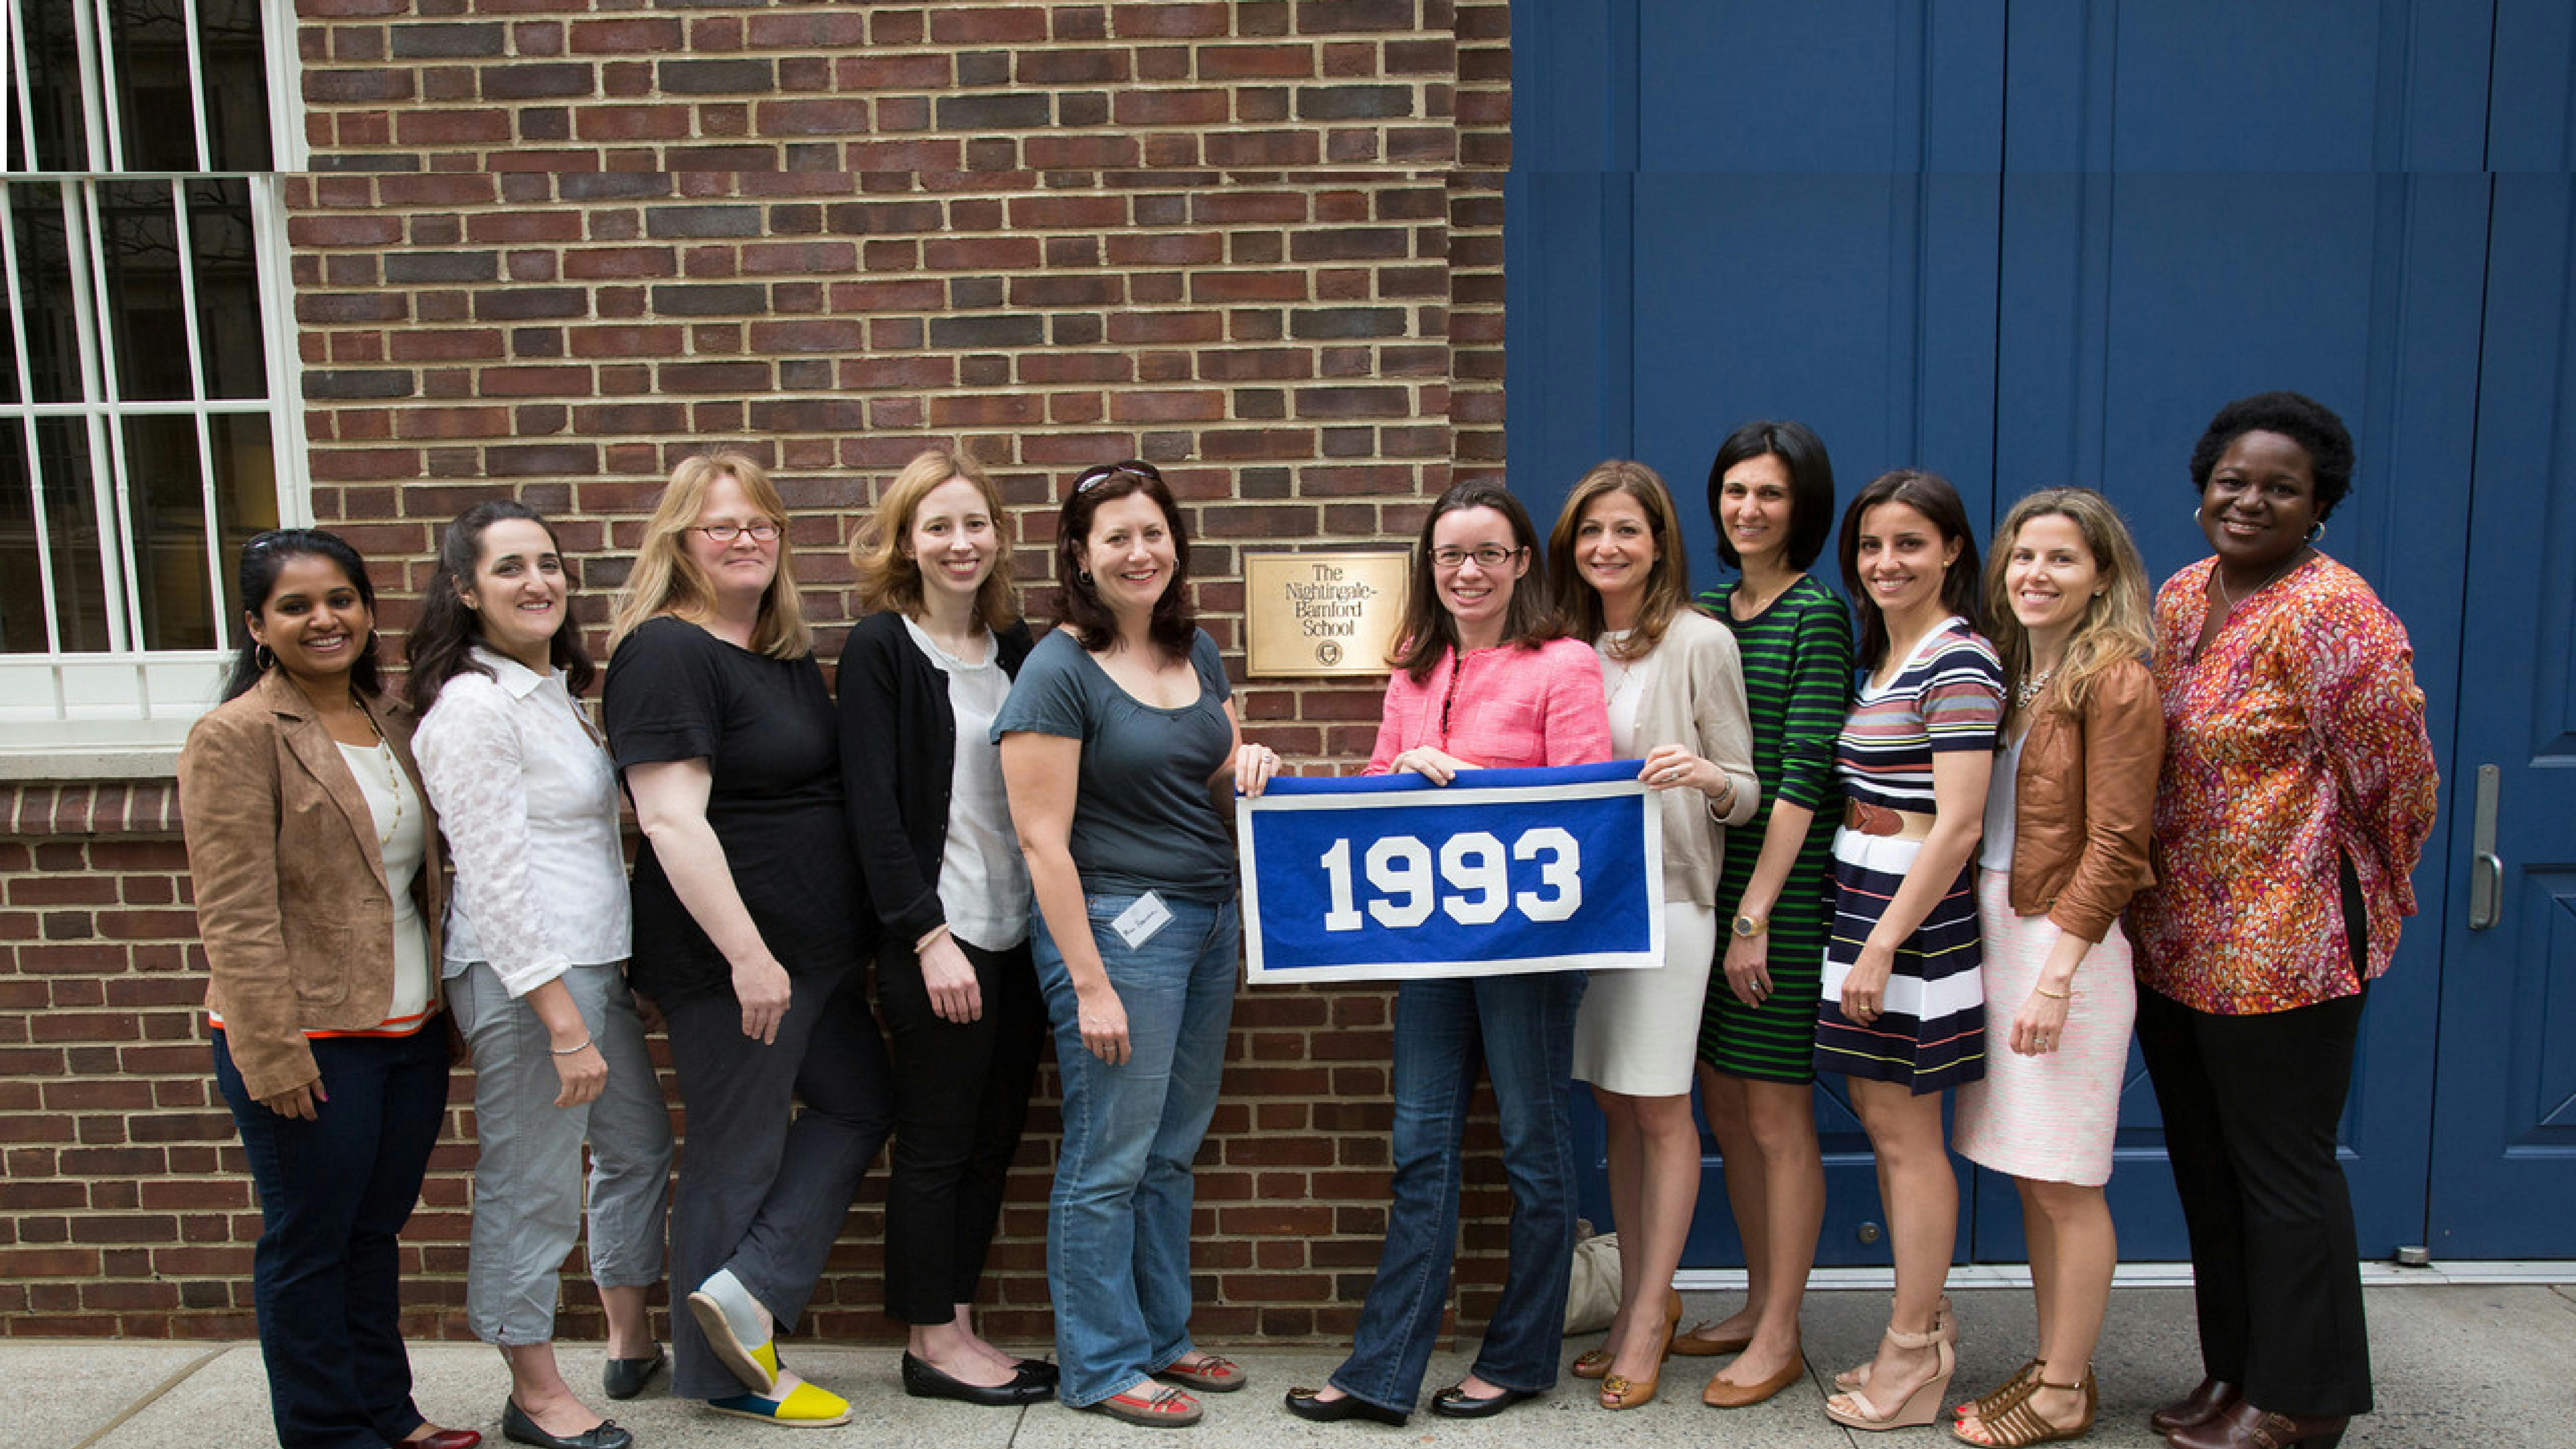 The
Nightingale-
Bamford
School
1993